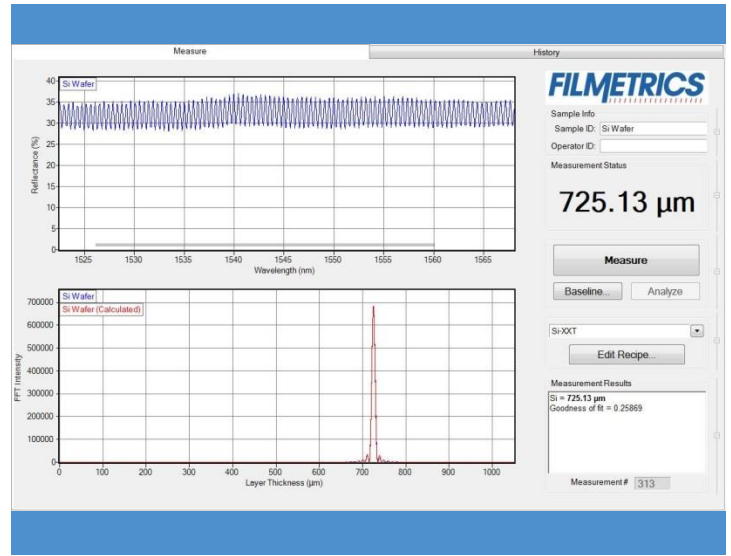 Measure
History
Si Wafer
40
35
30
25
20
15
10
5
0
Reflectance (%)
1525 1530 1535 1540 1545 1550 1555 1560 1565
Wavelength (nm)
Si Wafer
Si Wafer (Calculated)
700000
600000
500000
400000
300000
200000
100000
0
FFT Intensity
0 100 200 300 400 500 600 700 800 900 1000
Layer Thickness (µm)
FILMETRICS
Sample Info
Sample ID: Si Wafer
Operator ID:
Measurement Status
725.13 µm
Measure
Baseline... Analyze
Si-XXT
Edit Recipe...
Measurement Results
Si = 725.13 µm
Goodness of fit = 0.25869
Measurement # 313